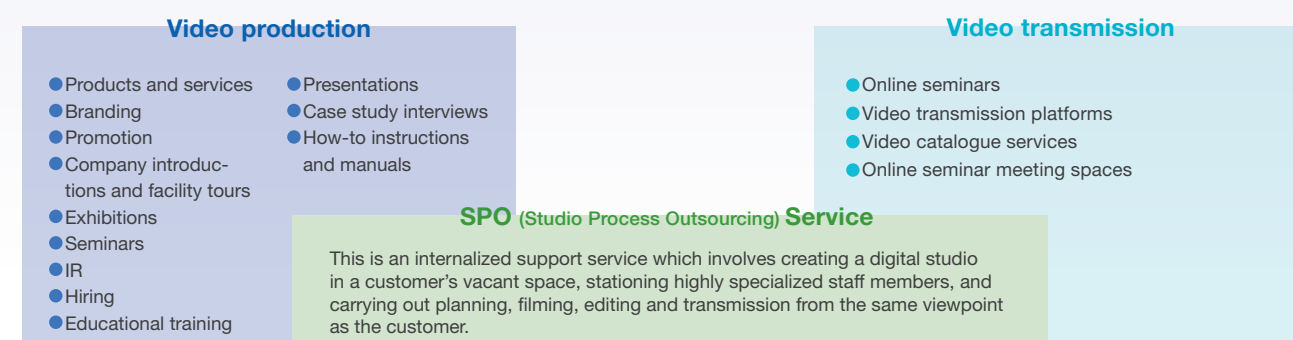 Video production
●Products and services
●Branding
●Promotion
●Company introduc-
tions and facility tours
●Exhibitions
●Seminars
●IR
●Hiring
●Educational training
●Presentations
●Case study interviews
●How-to instructions
and manuals
Video transmission
●Online seminars
●Video transmission platforms
●Video catalogue services
●Online seminar meeting spaces
SPO (Studio Process Outsourcing) Service
This is an internalized support service which involves creating a digital studio
in a customer’s vacant space, stationing highly specialized staff members, and
carrying out planning, filming, editing and transmission from the same viewpoint
as the customer.